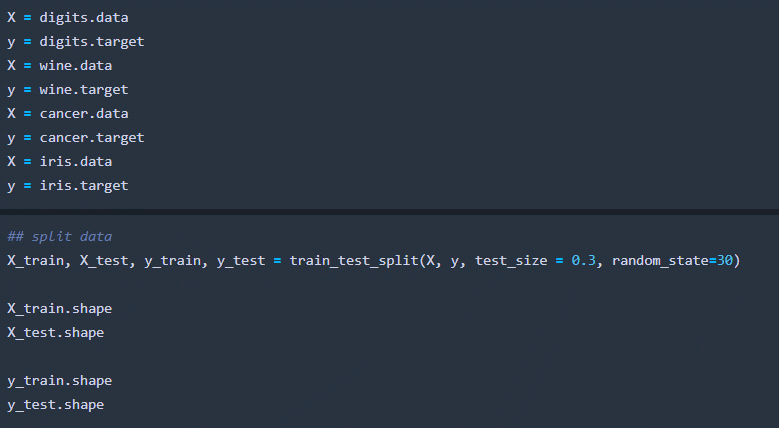 X = digits.data
y = digits.target
X = wine.data
y = wine.target
X = cancer.data
y = cancer.target
X = iris.data
y = iris.target
## split data
X_train, X_test, y_train, y_test = train_test_split(X, y, test_size = 0.3, random_state=30)
X_train.shape
X_test.shape
y_train.shape
y_test.shape